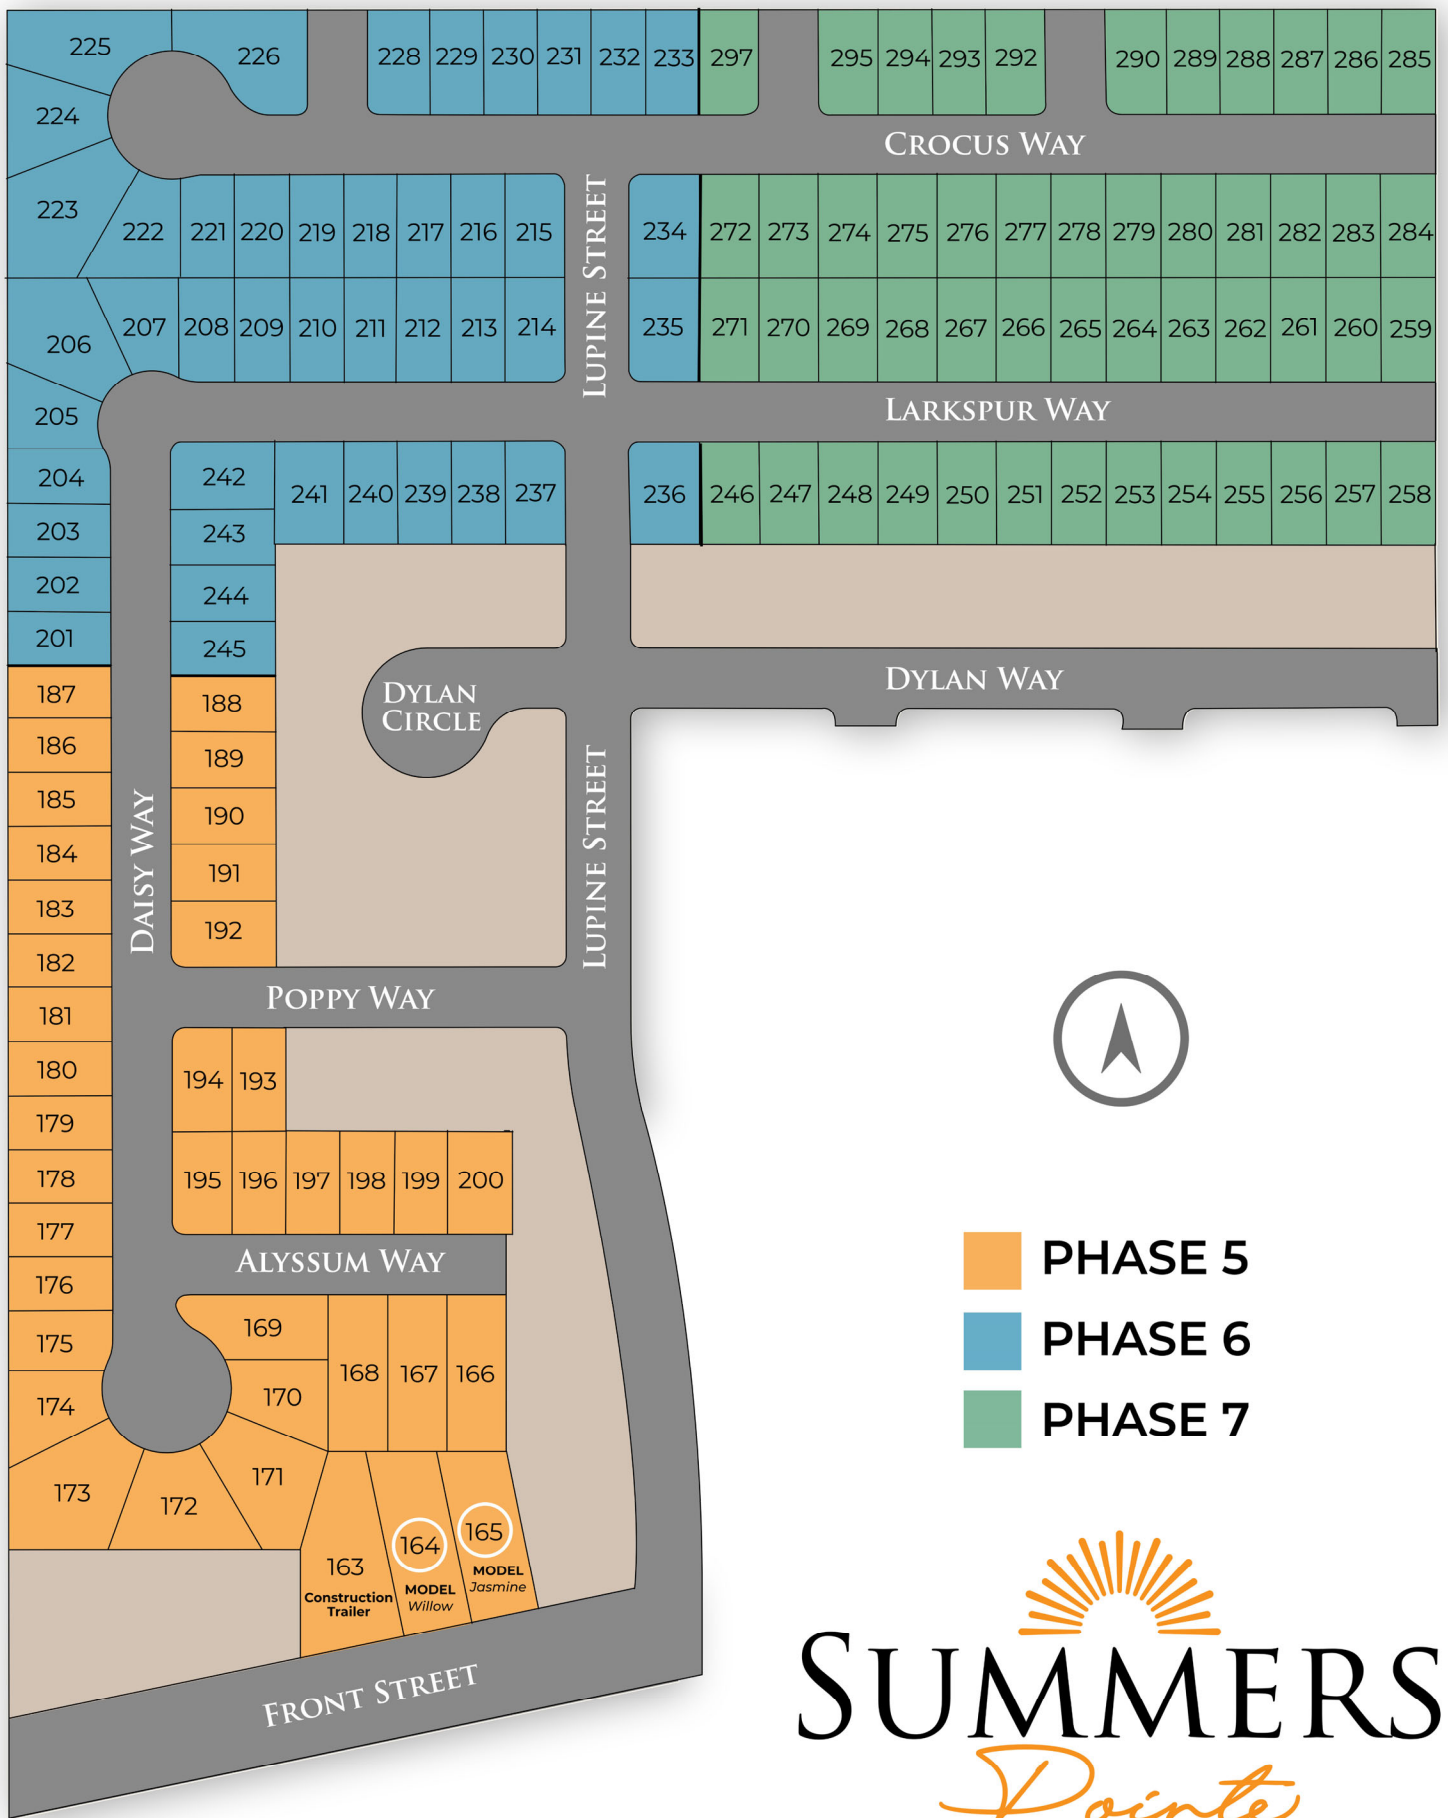 225 226 228 229 230 231 232 233 297 295 294 293 292 290 289 288 287 286 285
224
CROCUS WAY
223 222 221 220 219 218 217 216 215 234 272 273 274 275 276 277 278 279 280 281 282 283 284
LUPINE STREET
206 207 208 209 210 211 212 213 214 235 271 270 269 268 267 266 265 264 263 262 261 260 259
205
LARKSPUR WAY
204 242 241 240 239 238 237 236 246 247 248 249 250 251 252 253 254 255 256 257 258
203 243
202 244
201 245
DYLAN WAY
187 188
DYLAN
CIRCLE
186 189
185 190
184 191
183 192
182
DAISY WAY
LUPINE STREET
181
POPPY WAY
180 194 193
179
178 195 196 197 198 199 200
177
ALYSSUM WAY
176
175 169
174 170 168 167 166
173 172 171
163
Construction
Trailer
164
MODEL
Willow
165
MODEL
Jasmine
FRONT STREET
PHASE 5
PHASE 6
PHASE 7
SUMMERS
Pointe